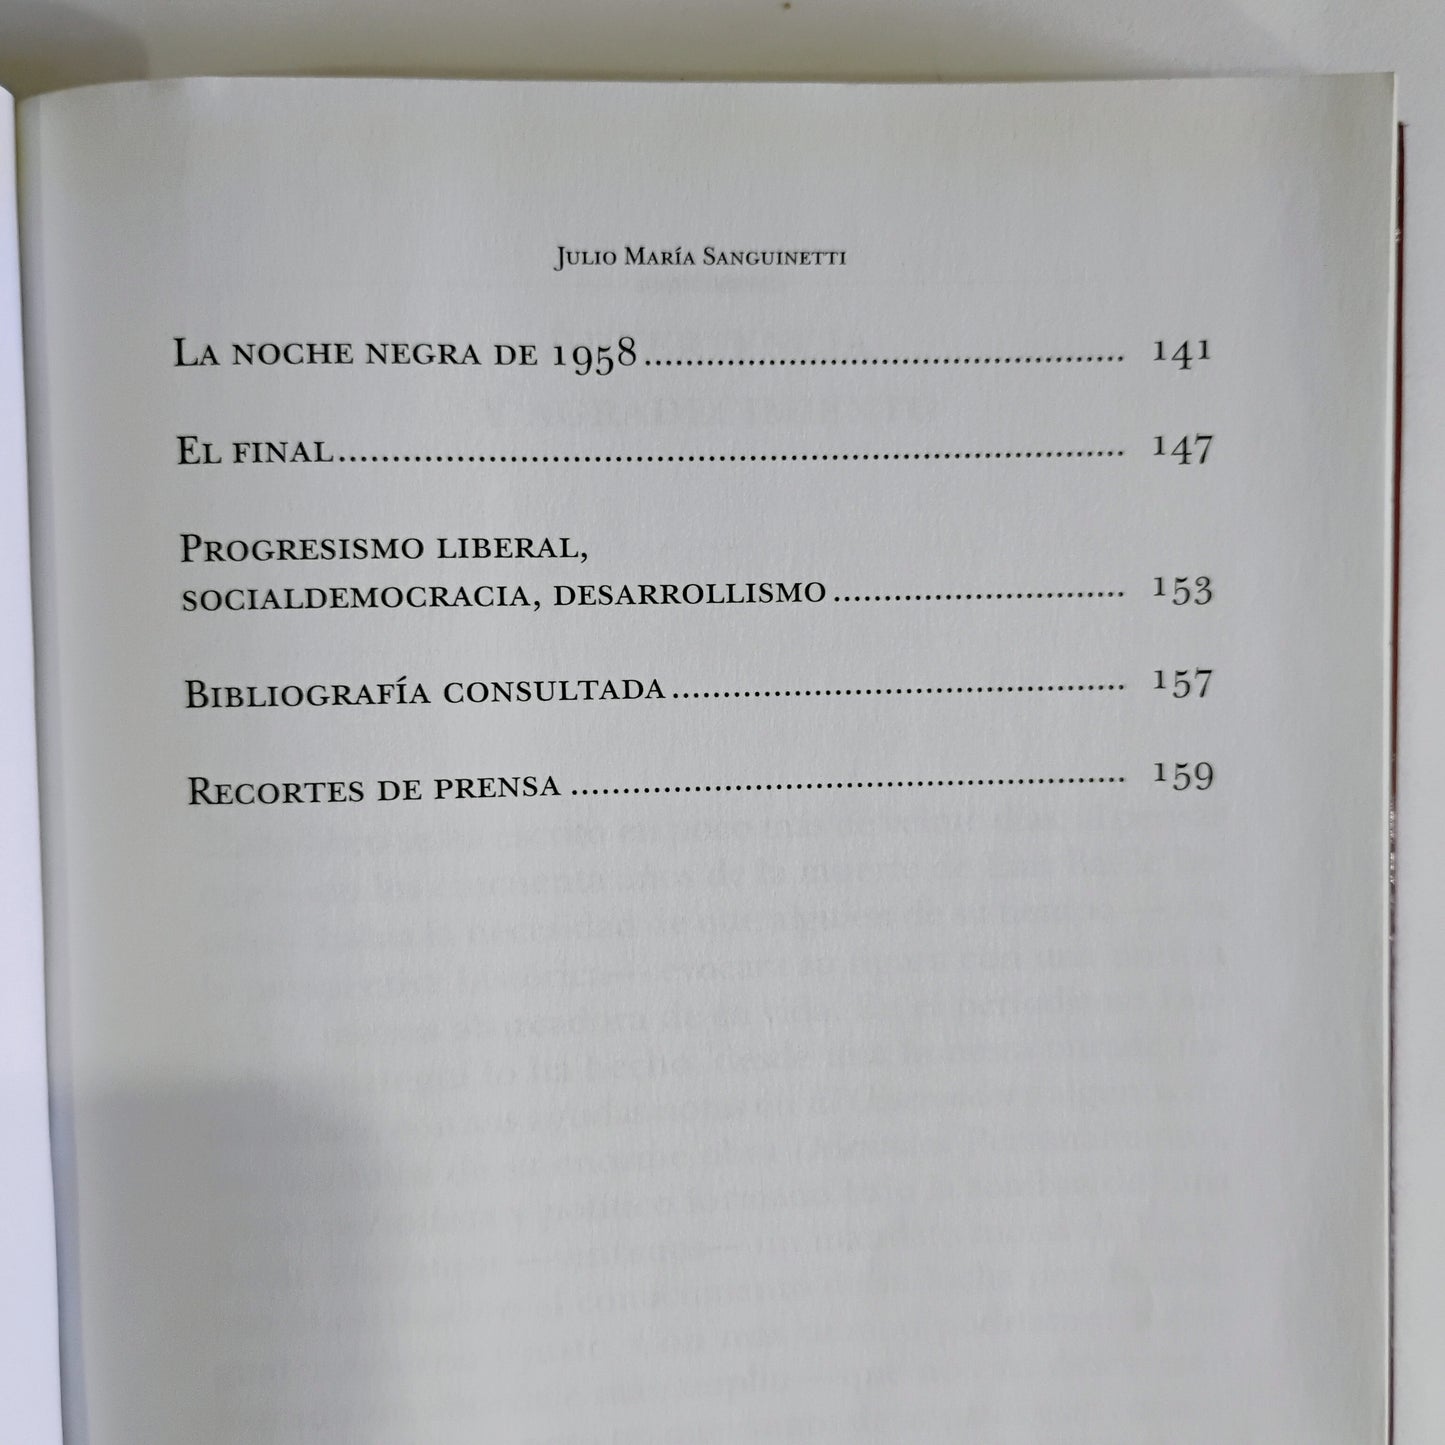 Julio María Sanguinetti
La noche negra de 1958 ........................................ 141
El final ........................................ 147
Progresismo liberal,
socialdemocracia, desarrollismo ........................................ 153
Bibliografía consultada ........................................ 157
Recortes de prensa ........................................ 159